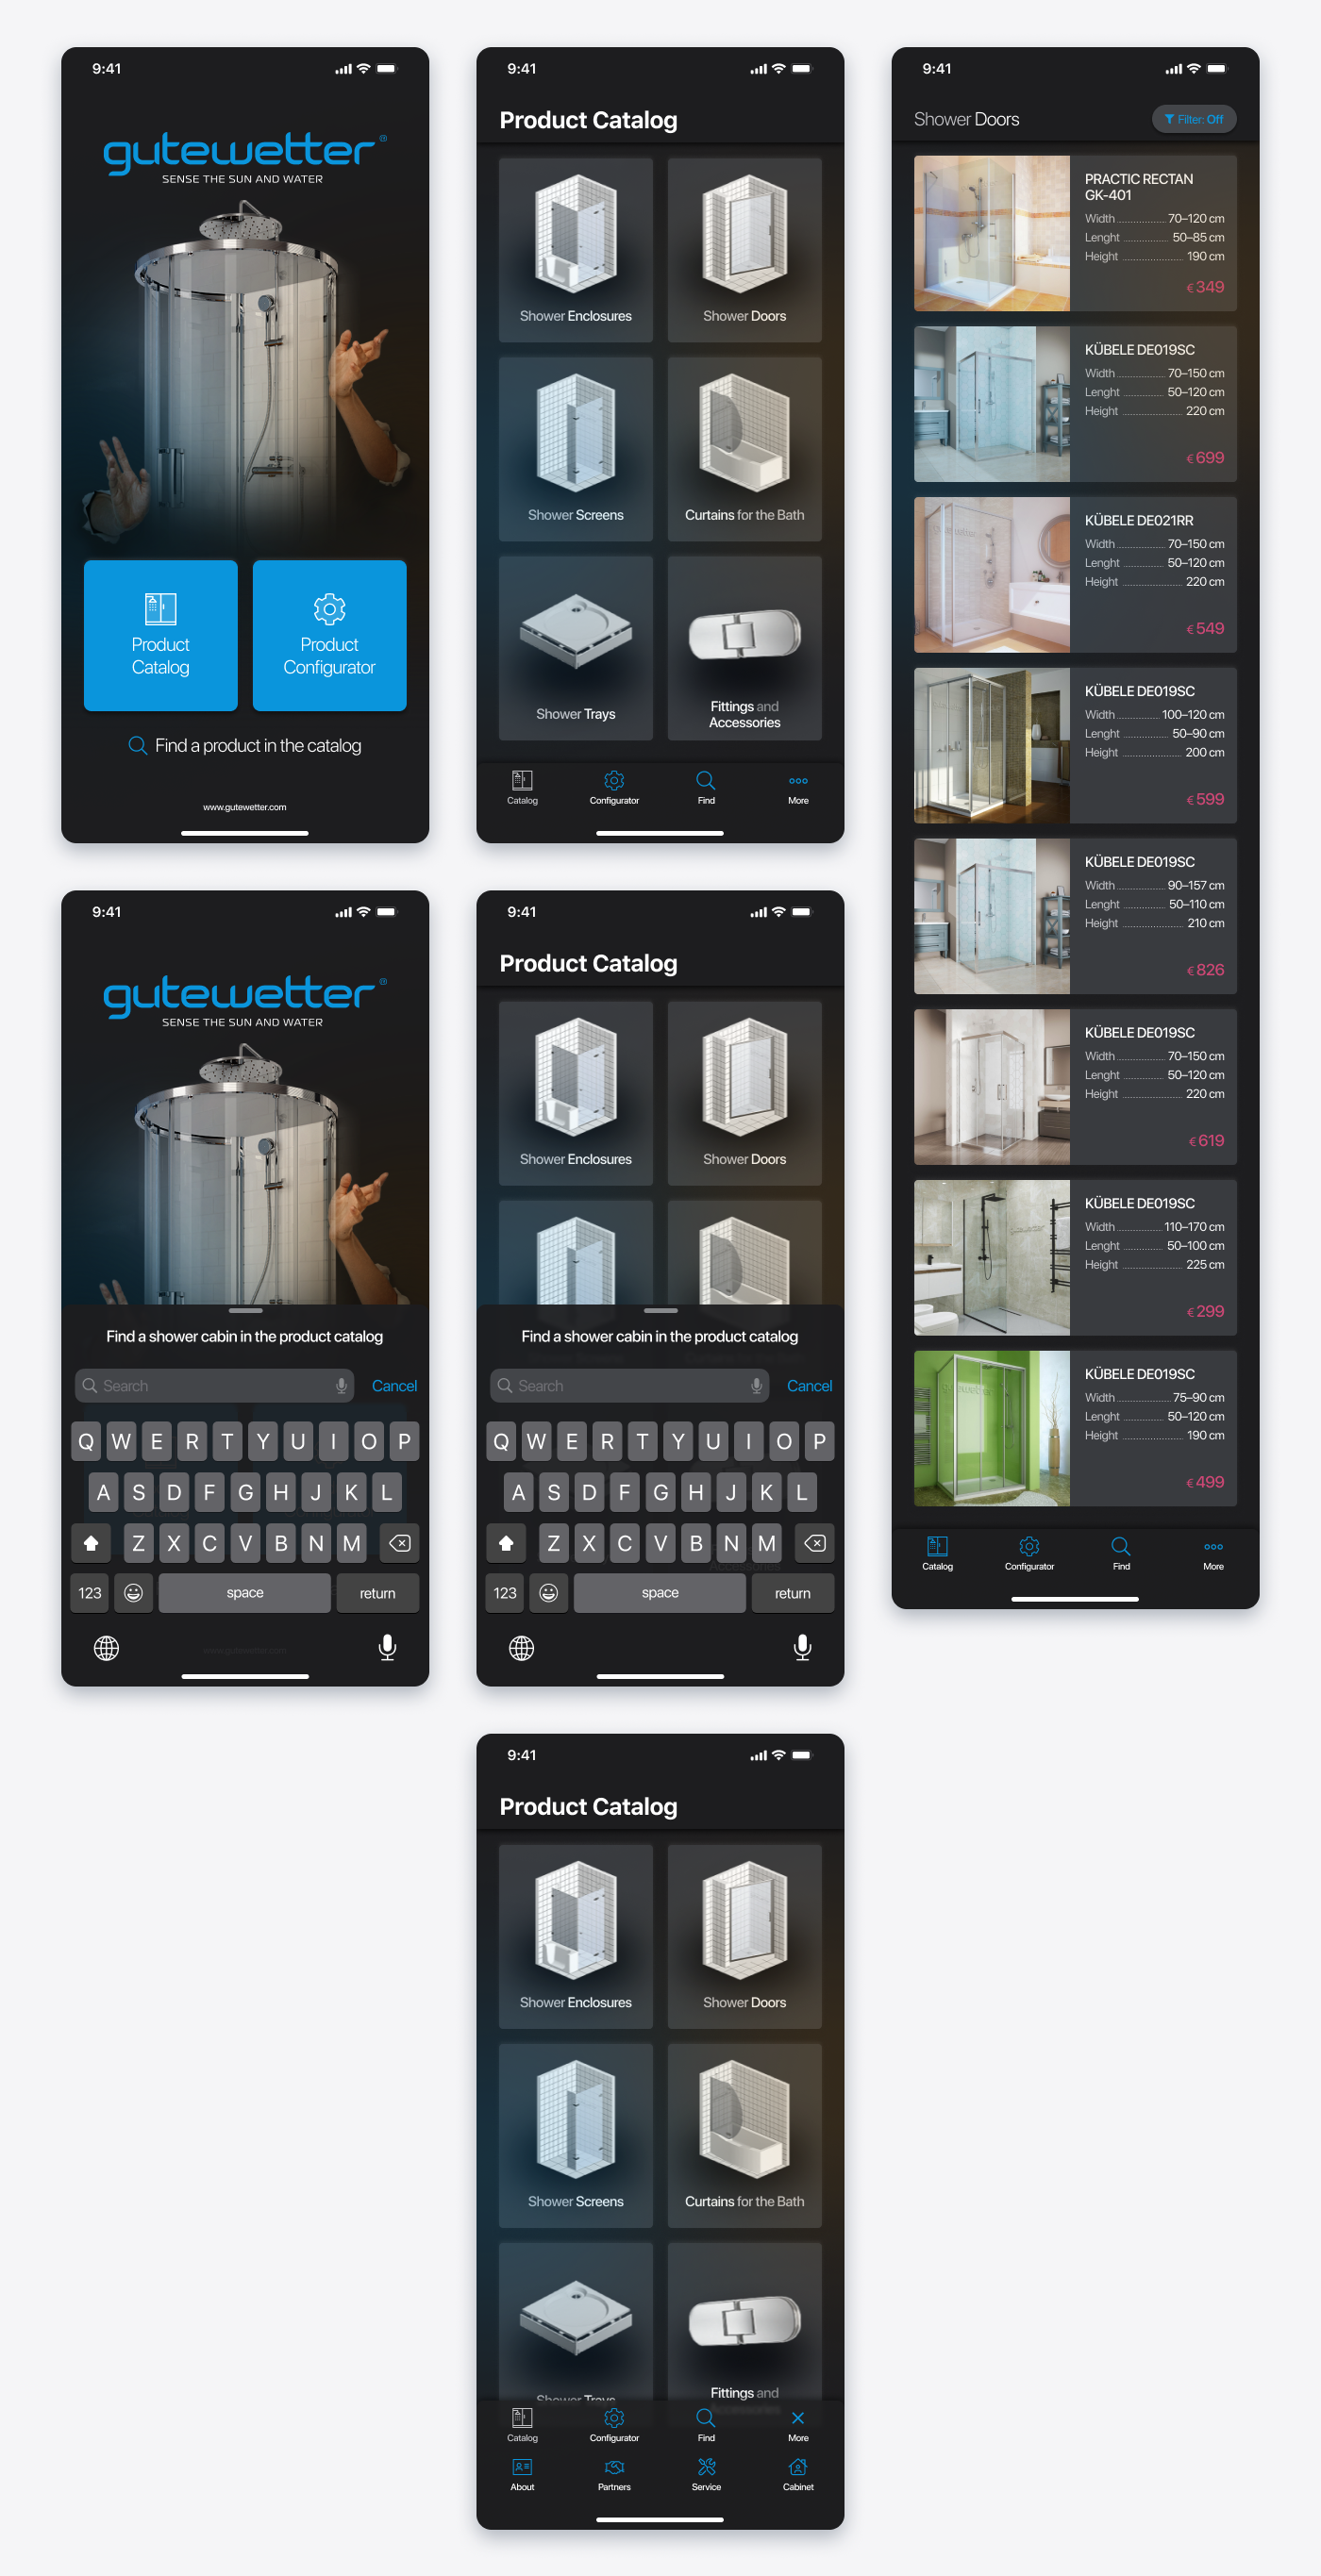 9:41
gutewetter®
SENSE THE SUN AND WATER
Product
Catalog
Product
Configurator
Find a product in the catalog
www.gutewetter.com
9:41
Product Catalog
Shower Enclosures
Shower Doors
Shower Screens
Curtains for the Bath
Shower Trays
Fittings and
Accessories
Catalog
Configurator
Find
More
9:41
Shower Doors
Filter: Off
PRACTIC RECTAN
GK-401
Width 70–120 cm
Lenght 50–85 cm
Height 190 cm
€ 349
KÜBELE DE019SC
Width 70–150 cm
Lenght 50–120 cm
Height 220 cm
€ 699
KÜBELE DE021RR
Width 70–150 cm
Lenght 50–120 cm
Height 220 cm
€ 549
KÜBELE DE019SC
Width 100–120 cm
Lenght 50–90 cm
Height 200 cm
€ 599
KÜBELE DE019SC
Width 90–157 cm
Lenght 50–110 cm
Height 210 cm
€ 826
KÜBELE DE019SC
Width 70–150 cm
Lenght 50–120 cm
Height 220 cm
€ 619
KÜBELE DE019SC
Width 110–170 cm
Lenght 50–100 cm
Height 225 cm
€ 299
KÜBELE DE019SC
Width 75–90 cm
Lenght 50–120 cm
Height 190 cm
€ 499
Catalog
Configurator
Find
More
9:41
gutewetter®
SENSE THE SUN AND WATER
Find a shower cabin in the product catalog
Search
Cancel
Q W E R T Y U I O P
A S D F G H J K L
Z X C V B N M
123
space
return
www.gutewetter.com
9:41
Product Catalog
Shower Enclosures
Shower Doors
Find a shower cabin in the product catalog
Search
Cancel
Q W E R T Y U I O P
A S D F G H J K L
Z X C V B N M
123
space
return
9:41
Product Catalog
Shower Enclosures
Shower Doors
Shower Screens
Curtains for the Bath
Shower Trays
Fittings and
Accessories
Catalog
Configurator
Find
More
About
Partners
Service
Cabinet